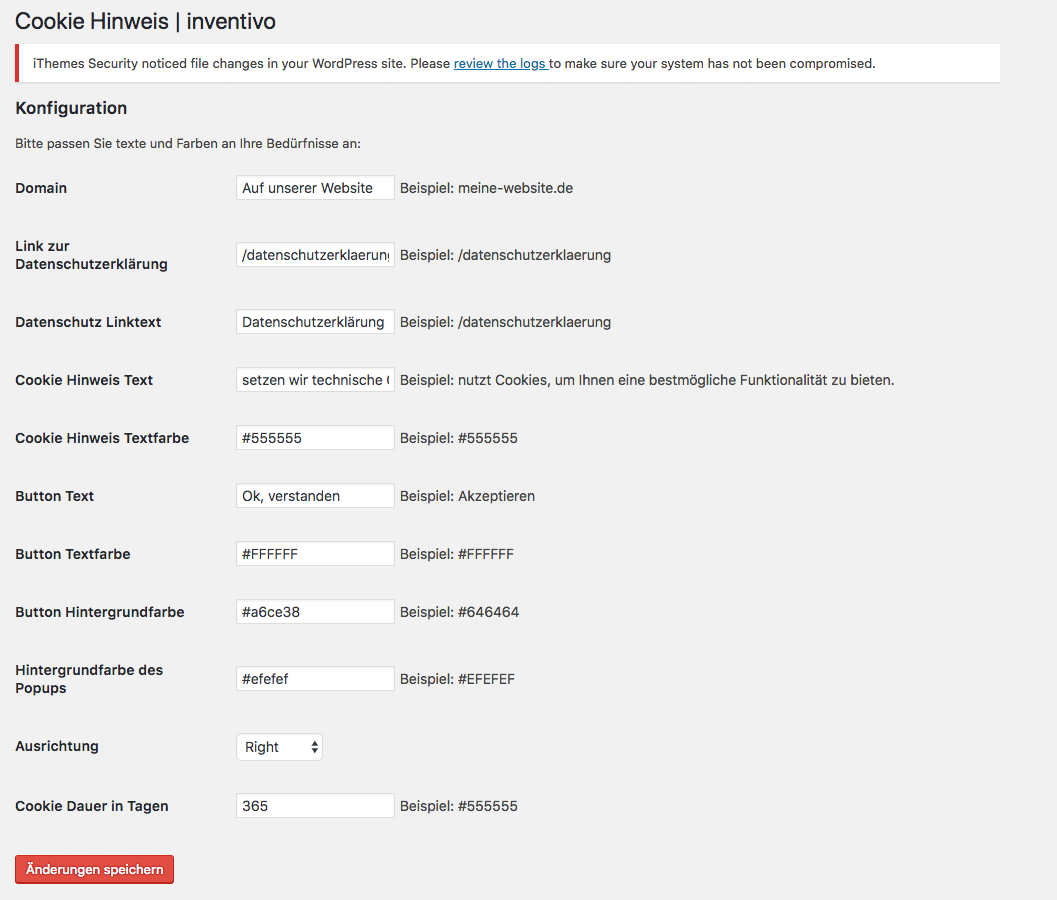 Cookie Hinweis | inventivo
iThemes Security noticed file changes in your WordPress site. Please review the logs to make sure your system has not been compromised.
Konfiguration
Bitte passen Sie texte und Farben an Ihre Bedürfnisse an:
Domain
Auf unserer Website
Beispiel: meine-website.de
Link zur
Datenschutzerklärung
/datenschutzerklaerung
Beispiel: /datenschutzerklaerung
Datenschutz Linktext
Datenschutzerklärung
Beispiel: /datenschutzerklaerung
Cookie Hinweis Text
setzen wir technische
Beispiel: nutzt Cookies, um Ihnen eine bestmögliche Funktionalität zu bieten.
Cookie Hinweis Textfarbe
#555555
Beispiel: #555555
Button Text
Ok, verstanden
Beispiel: Akzeptieren
Button Textfarbe
#FFFFFF
Beispiel: #FFFFFF
Button Hintergrundfarbe
#a6ce38
Beispiel: #646464
Hintergrundfarbe des
Popups
#efefef
Beispiel: #EFEFEF
Ausrichtung
Right
Cookie Dauer in Tagen
365
Beispiel: #555555
Änderungen speichern